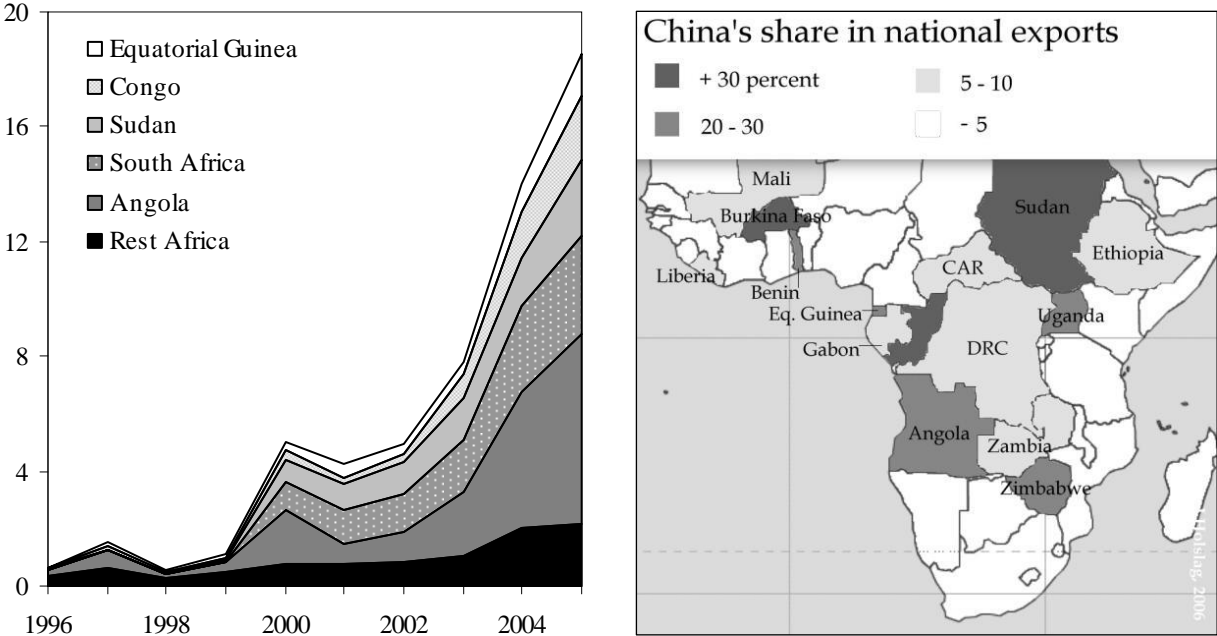 20
16
12
8
4
0
Equatorial Guinea
Congo
Sudan
South Africa
Angola
Rest Africa
1996
1998
2000
2002
2004
China's share in national exports
+ 30 percent
5 - 10
20 - 30
- 5
Mali
Burkina Faso
Sudan
Ethiopia
Liberia
CAR
Benin
Eq. Guinea
Uganda
Gabon
DRC
Angola
Zambia
Zimbabwe
Holslag, 2006